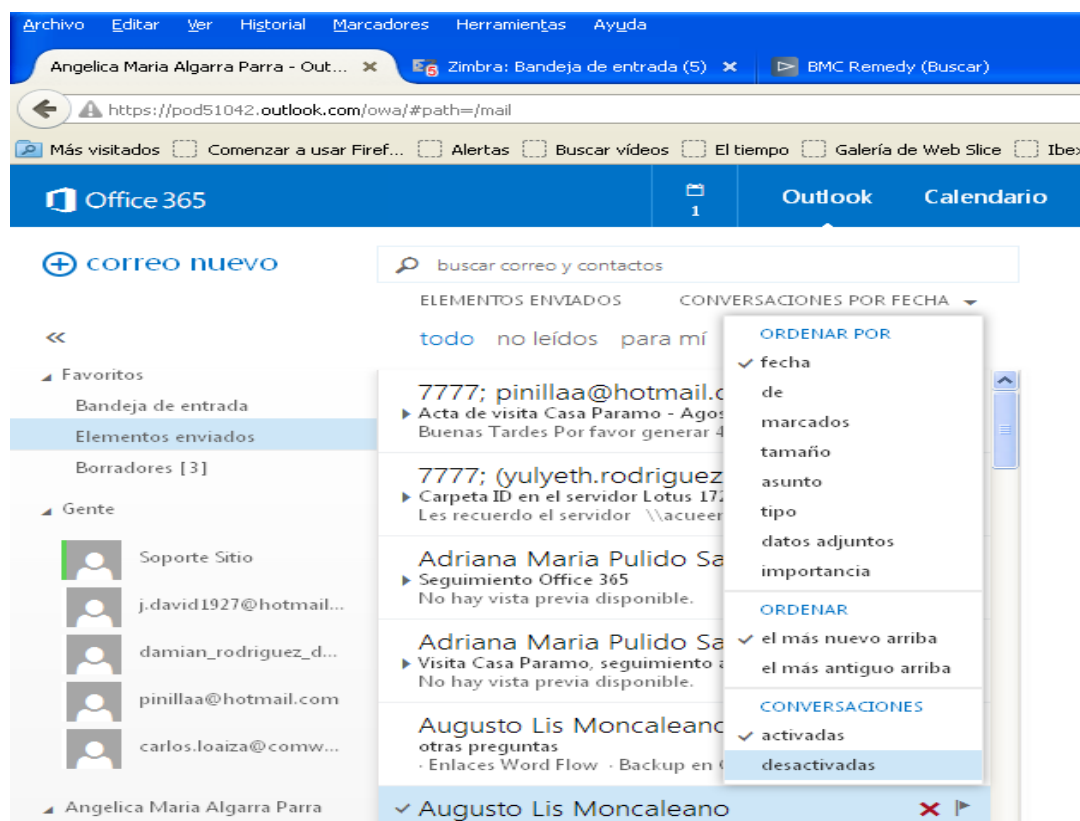 Archivo Editar Ver Historial Marcadores Herramientas Ayuda
Angelica Maria Algarra Parra - Out... Zimbra: Bandeja de entrada (5) BMC Remedy (Buscar)
https://pod51042.outlook.com/owa/#path=/mail
Más visitados Comenzar a usar Firef... Alertas Buscar vídeos El tiempo Galería de Web Slice
Office 365 1 Outlook Calendario
correo nuevo buscar correo y contactos
ELEMENTOS ENVIADOS CONVERSACIONES POR FECHA
todo no leídos para mí
Favoritos
Bandeja de entrada
Elementos enviados
Borradores [3]
Gente
Soporte Sitio
j.david1927@hotmail...
damian_rodriguez_d...
pinillaa@hotmail.com
carlos.loaiza@comw...
Angelica Maria Algarra Parra
7777; pinillaa@hotmail.c
Acta de visita Casa Paramo - Agos
Buenas Tardes Por favor generar 4
7777; (yulyeth.rodriguez
Carpeta ID en el servidor Lotus 172
Les recuerdo el servidor \\acueer
Adriana Maria Pulido Sa
Seguimiento Office 365
No hay vista previa disponible.
Adriana Maria Pulido Sa
Visita Casa Paramo, seguimiento a
No hay vista previa disponible.
Augusto Lis Moncaleano
otras preguntas
· Enlaces Word Flow · Backup en
Augusto Lis Moncaleano
ORDENAR POR
fecha
de
marcados
tamaño
asunto
tipo
datos adjuntos
importancia
ORDENAR
el más nuevo arriba
el más antiguo arriba
CONVERSACIONES
activadas
desactivadas